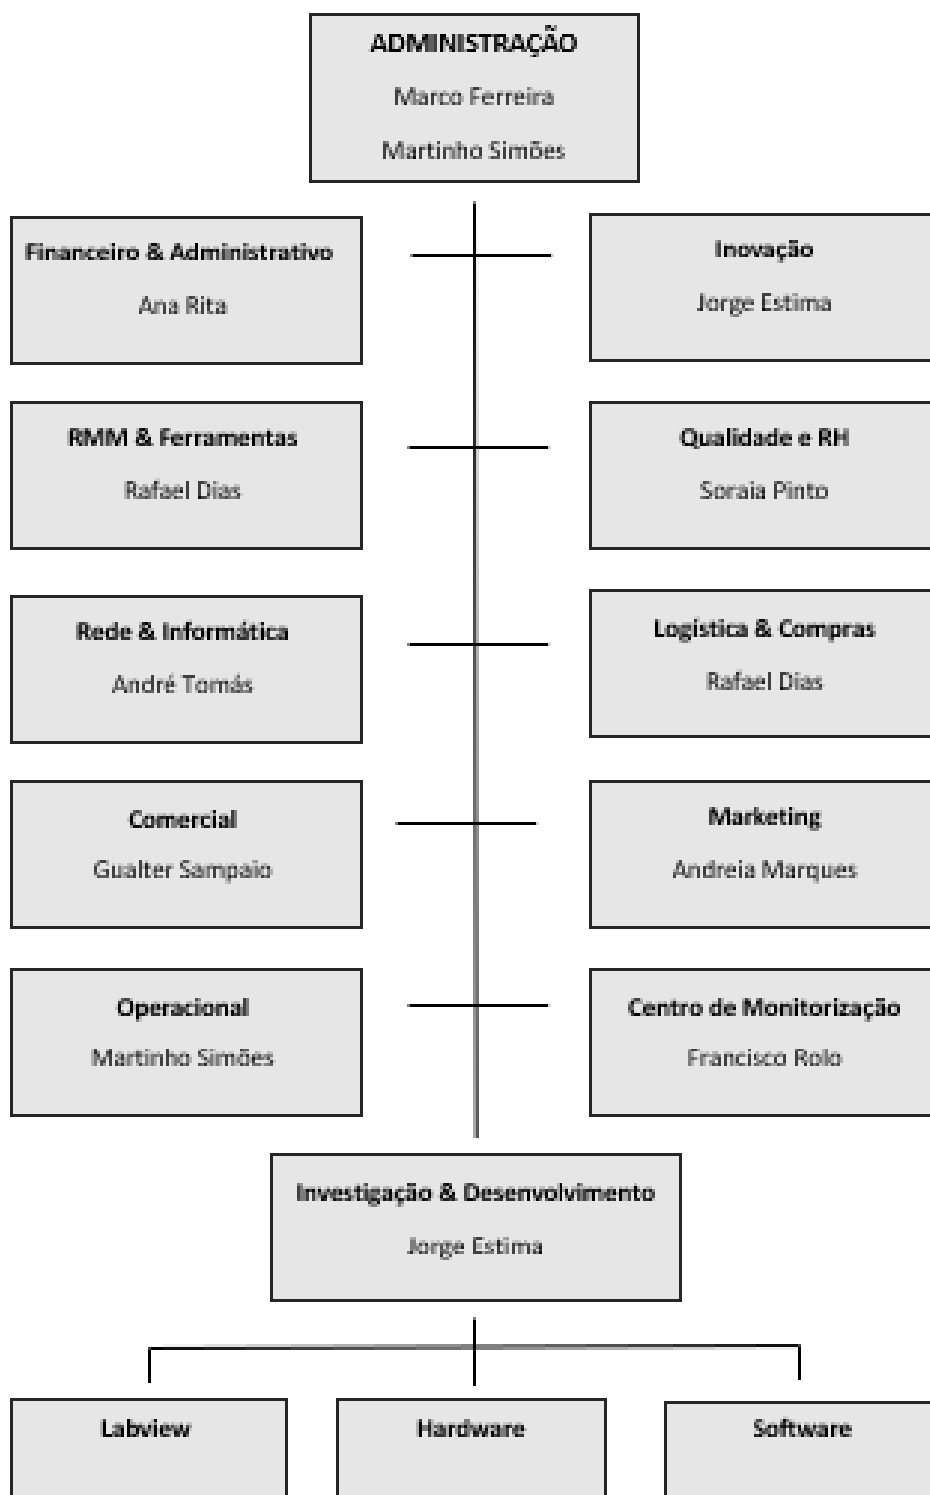 ADMINISTRAÇÃO
Marco Ferreira
Martinho Simões
Financeiro & Administrativo
Ana Rita
Inovação
Jorge Estima
RMM & Ferramentas
Rafael Dias
Qualidade e RH
Soraia Pinto
Rede & Informática
André Tomás
Logística & Compras
Rafael Dias
Comercial
Gualter Sampaio
Marketing
Andreia Marques
Operacional
Martinho Simões
Centro de Monitorização
Francisco Rolo
Investigação & Desenvolvimento
Jorge Estima
Labview
Hardware
Software